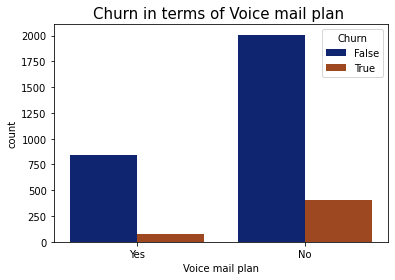 Churn in terms of Voice mail plan
Churn
False
True
2000
1750
1500
1250
1000
750
500
250
0
count
Yes
No
Voice mail plan